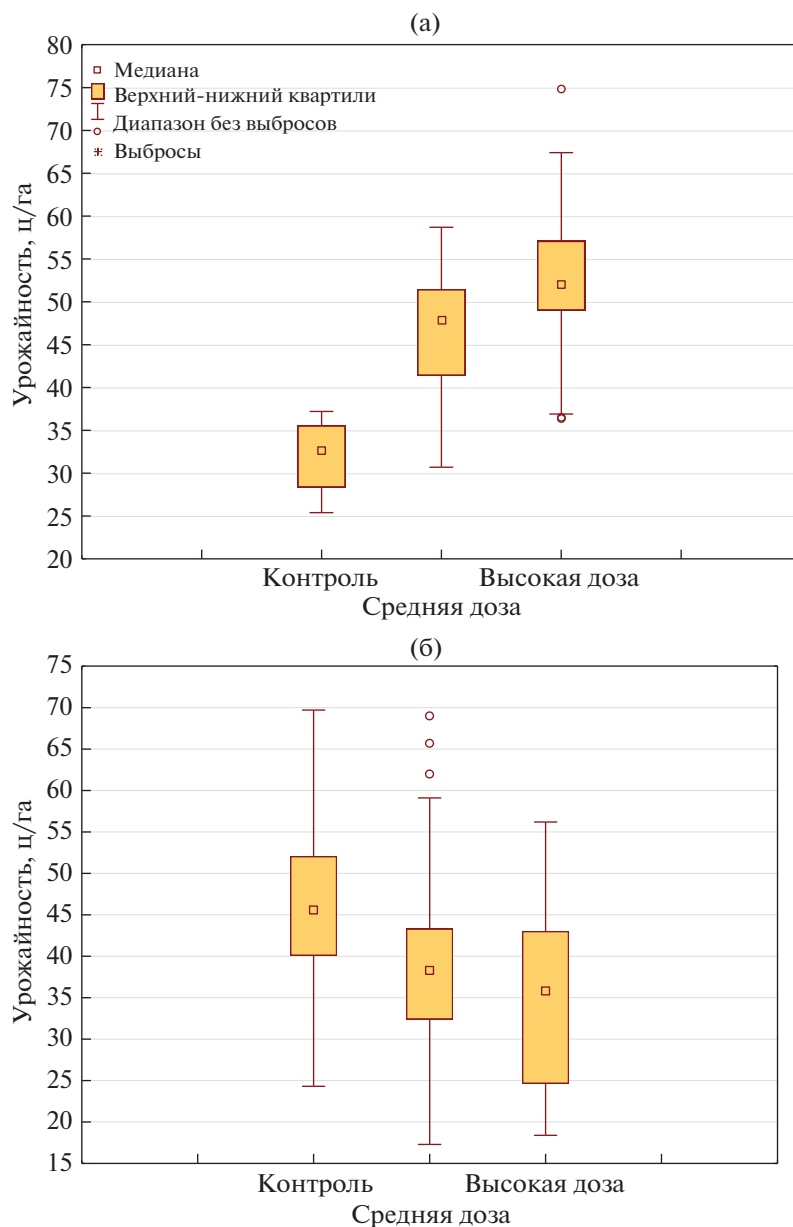 (а)
Урожайность, ц/га
80
75
70
65
60
55
50
45
40
35
30
25
20
Медиана
Верхний-нижний квартили
Диапазон без выбросов
Выбросы
Контроль
Высокая доза
Средняя доза
(б)
Урожайность, ц/га
75
70
65
60
55
50
45
40
35
30
25
20
15
Контроль
Высокая доза
Средняя доза